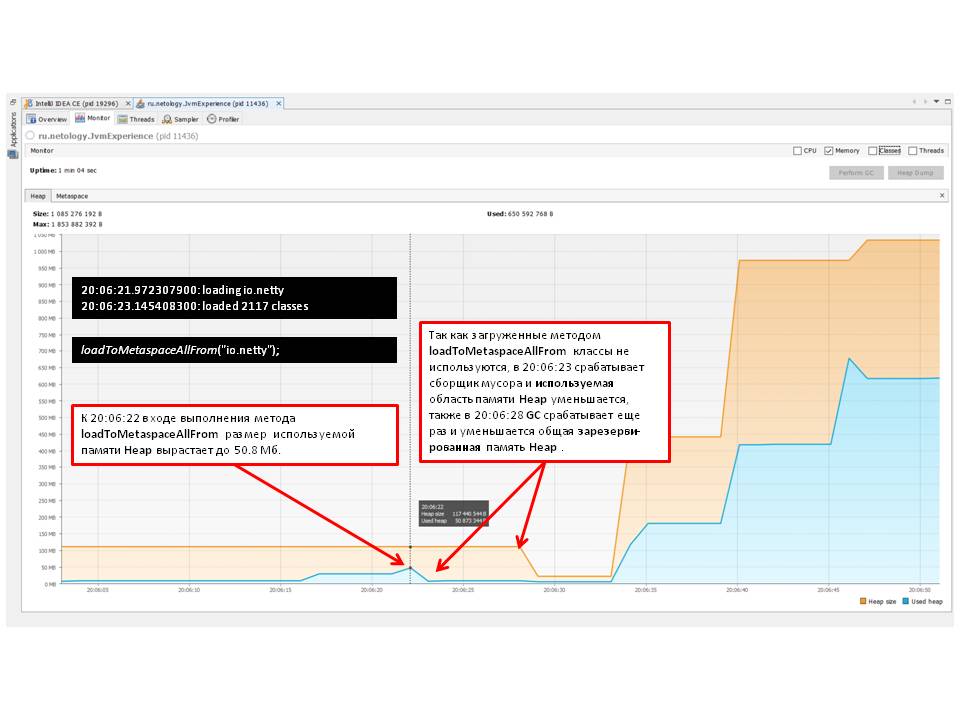 IntelliJ IDEA CE (pid 19296)
ru.netology.JvmExperience (pid 11436)
Applications
Overview
Monitor
Threads
Sampler
Profiler
ru.netology.JvmExperience (pid 11436)
Monitor
CPU
Memory
Classes
Threads
Uptime: 1 min 04 sec
Perform GC
Heap Dump
Heap
Metaspace
Size: 1 085 276 192 B
Max: 1 853 882 392 B
Used: 650 592 768 B
1 050 MB
1 000 MB
950 MB
900 MB
850 MB
800 MB
750 MB
700 MB
650 MB
600 MB
550 MB
500 MB
450 MB
400 MB
350 MB
300 MB
250 MB
200 MB
150 MB
100 MB
50 MB
0 MB
20:06:21.972307900: loading io.netty
20:06:23.145408300: loaded 2117 classes
loadToMetaspaceAllFrom("io.netty");
К 20:06:22 в ходе выполнения метода
loadToMetaspaceAllFrom размер используемой
памяти Heap вырастает до 50.8 Мб.
Так как загруженные методом
loadToMetaspaceAllFrom классы не
используются, в 20:06:23 срабатывает
сборщик мусора и используемая
область памяти Heap уменьшается,
также в 20:06:28 GC срабатывает еще
раз и уменьшается общая зарезерви-
рованная память Heap .
20:06:22
Heap size 117 440 544 B
Used heap 50 873 344 B
20:06:05
20:06:10
20:06:15
20:06:20
20:06:25
20:06:30
20:06:35
20:06:40
20:06:45
20:06:50
Heap size
Used heap